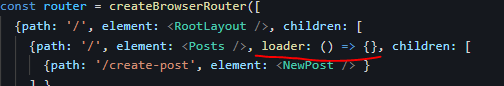 const router = createBrowserRouter([
{path: '/', element: <RootLayout />, children: [
{path: '/', element: <Posts />, loader: () => {}, children: [
{path: '/create-post', element: <NewPost /> }
] }